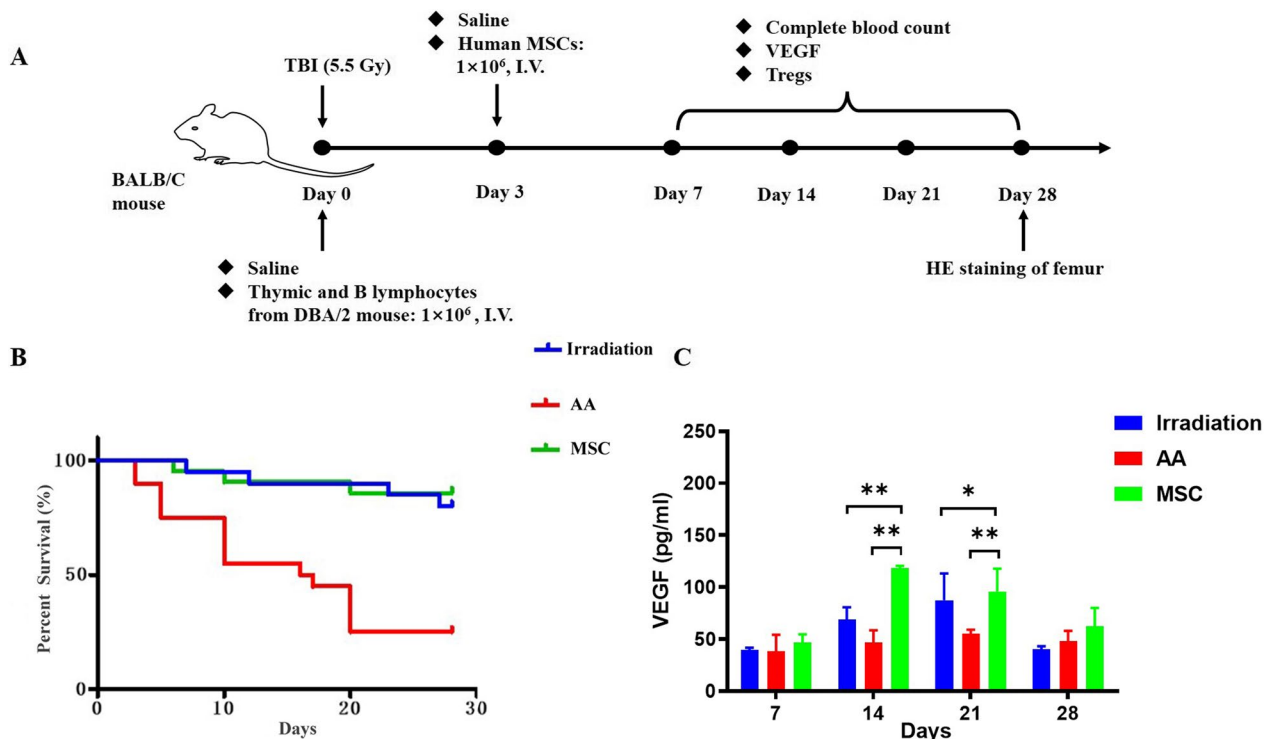 A
BALB/C
mouse
TBI (5.5 Gy)
◆ Saline
◆ Human MSCs:
1×10⁶, I.V.
◆ Complete blood count
◆ VEGF
◆ Tregs
Day 0
Day 3
Day 7
Day 14
Day 21
Day 28
◆ Saline
◆ Thymic and B lymphocytes
from DBA/2 mouse: 1×10⁶, I.V.
HE staining of femur
B
Irradiation
AA
MSC
Percent Survival (%)
100
50
0
0 10 20 30
Days
C
Irradiation
AA
MSC
VEGF (pg/ml)
250
200
150
100
50
0
** *
** **
7 14 21 28
Days